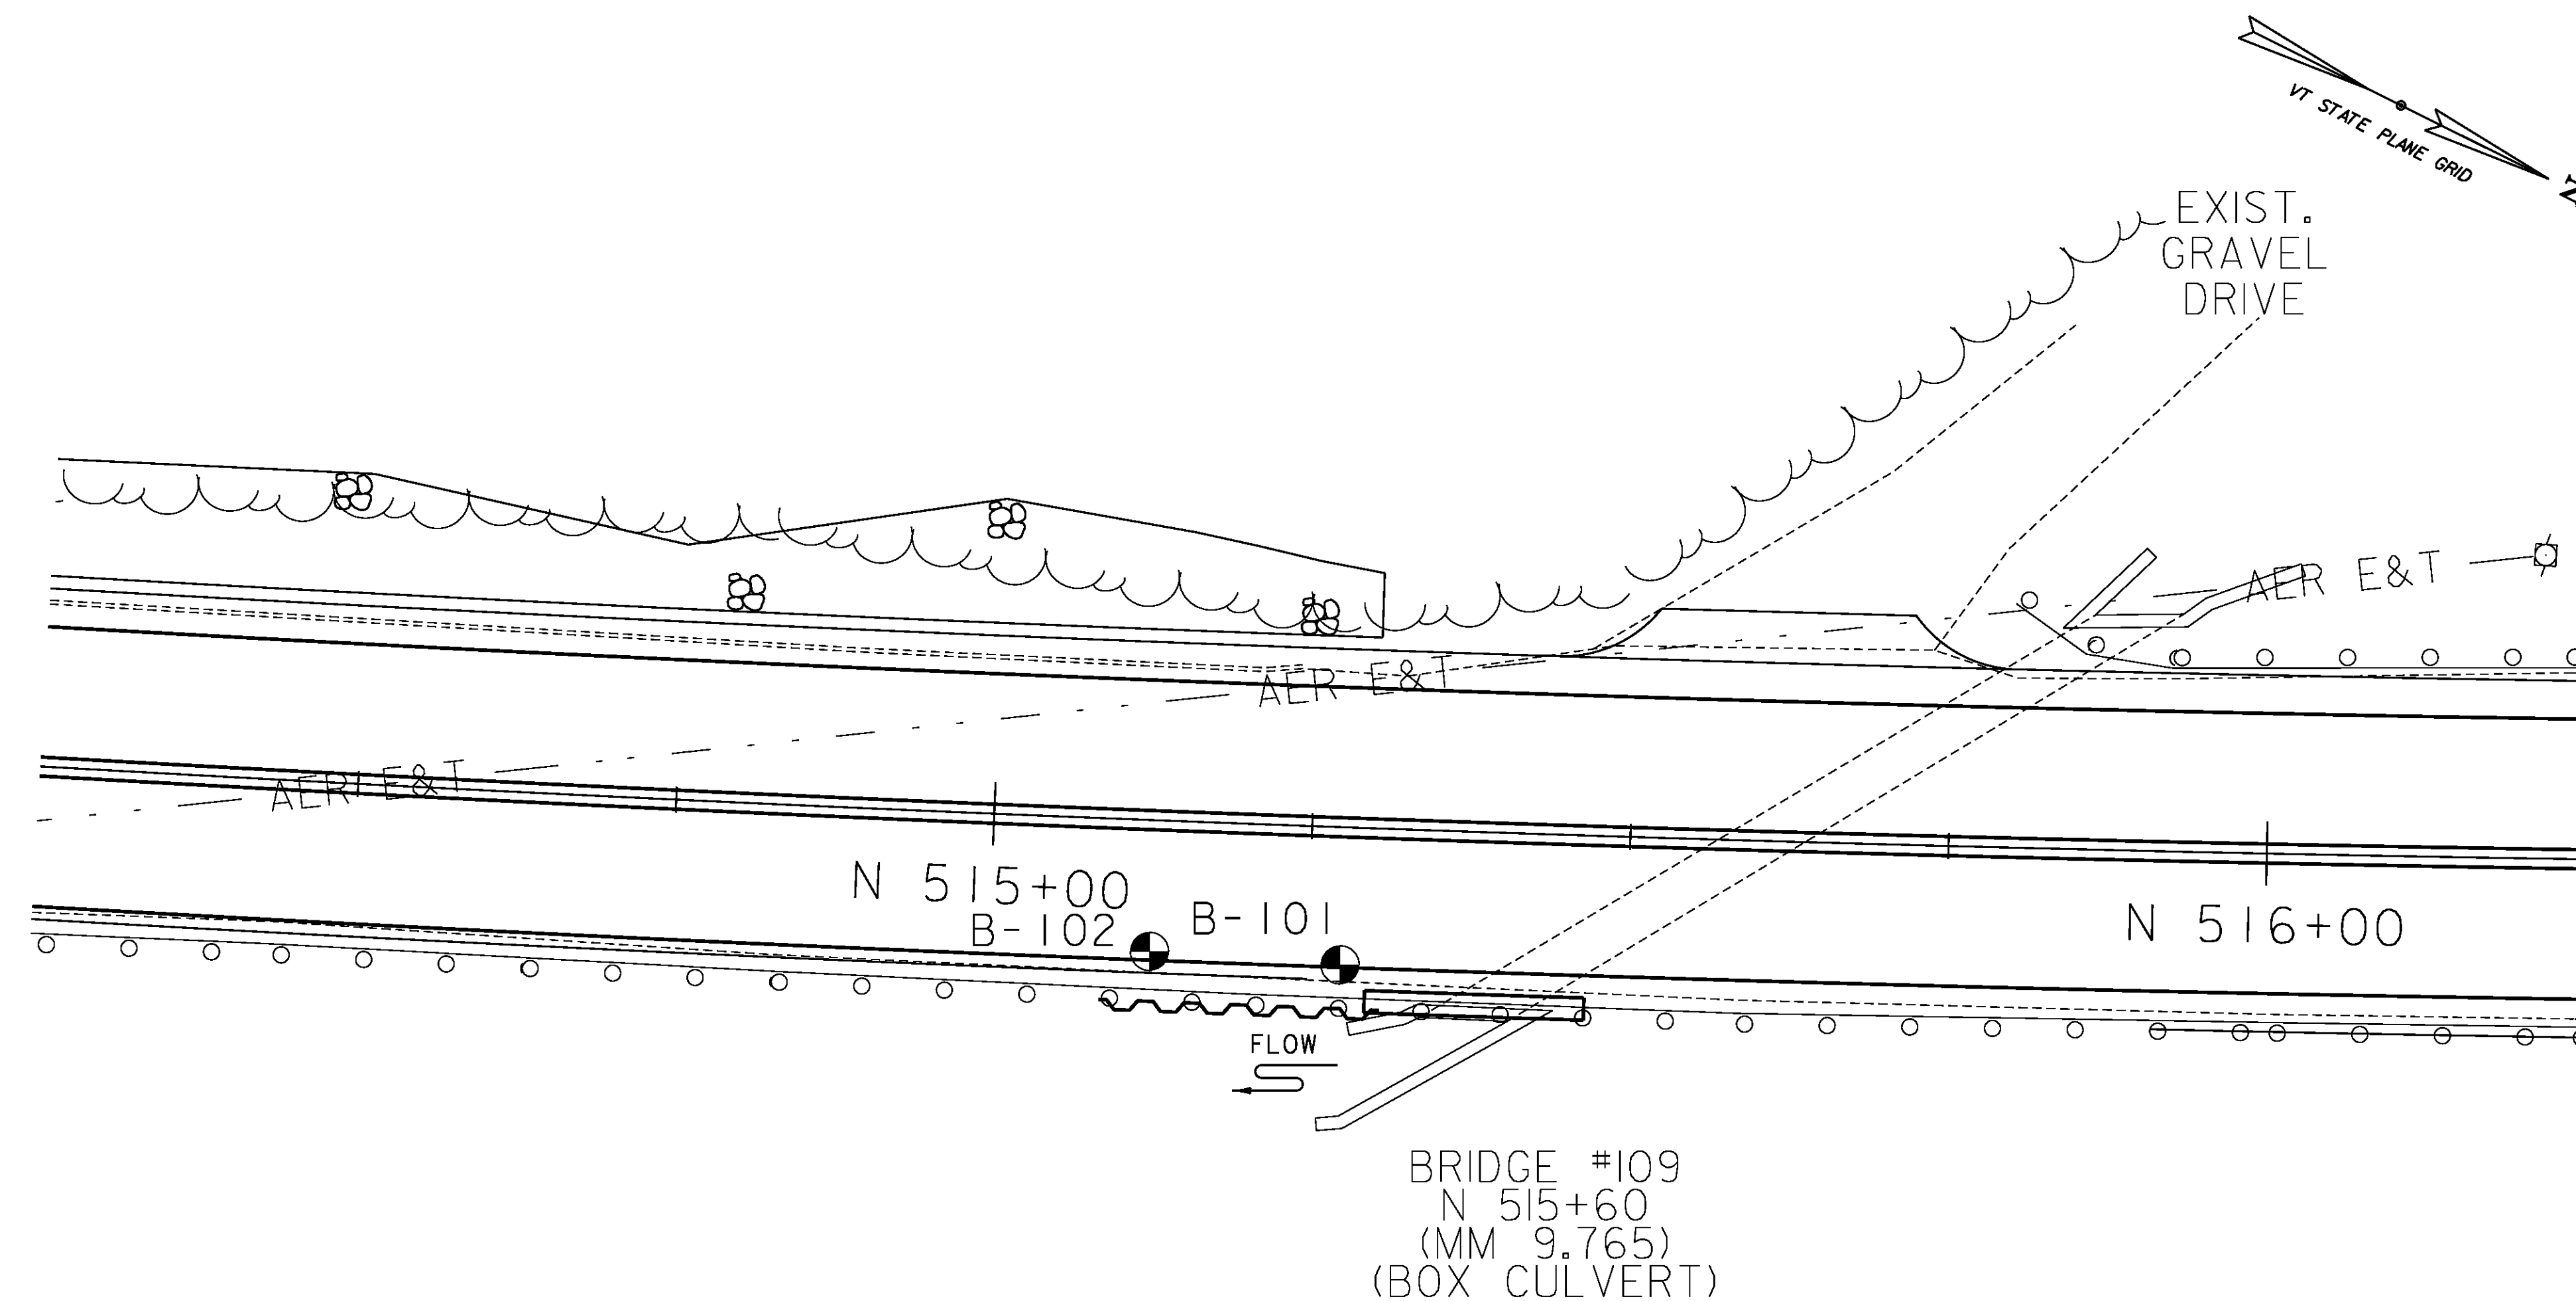 VT STATE PLANE GRID
N
EXIST.
GRAVEL
DRIVE
AER E&T
AER E&T
AER E&T
N 515+00
B-102
B-101
N 516+00
FLOW
BRIDGE #109
N 515+60
(MM 9.765)
(BOX CULVERT)